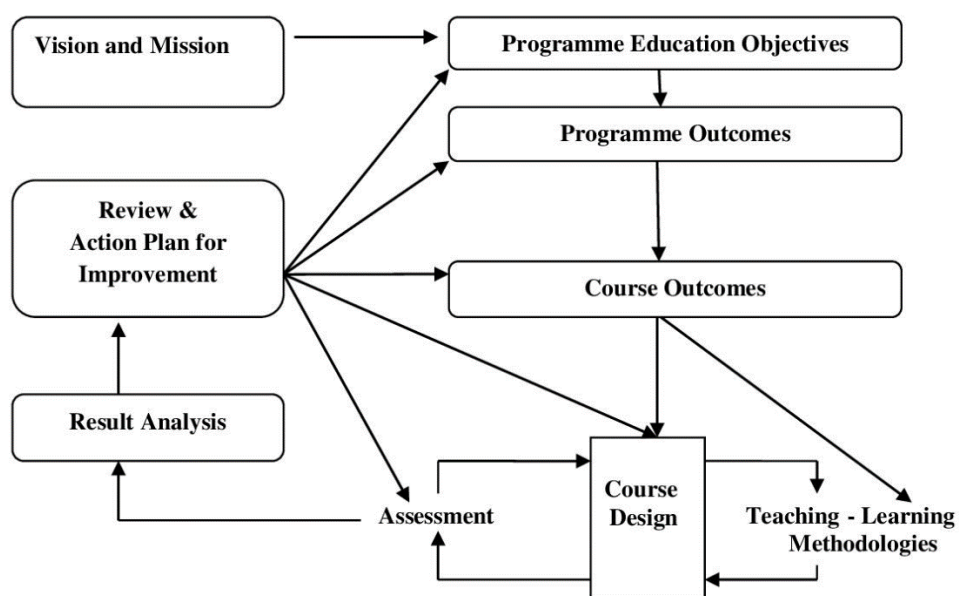 Vision and Mission
Programme Education Objectives
Programme Outcomes
Review &
Action Plan for
Improvement
Course Outcomes
Result Analysis
Assessment
Course
Design
Teaching - Learning
Methodologies